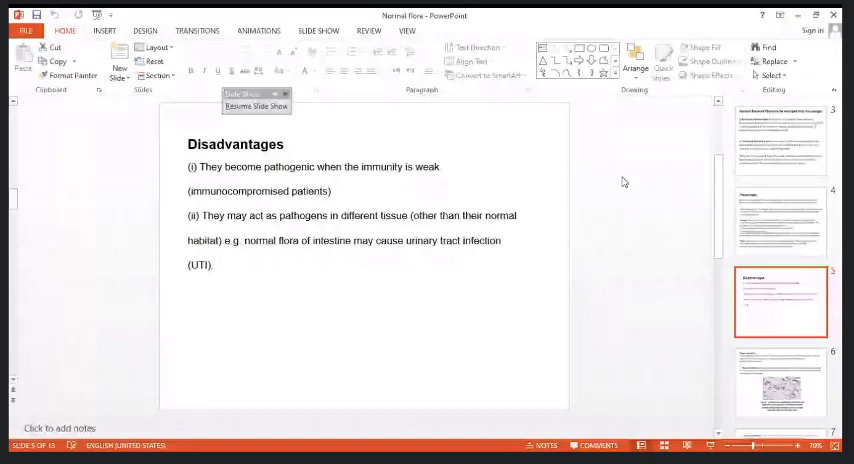 Normal flora - PowerPoint
Sign in
FILE HOME INSERT DESIGN TRANSITIONS ANIMATIONS SLIDE SHOW REVIEW VIEW
Cut
Copy
Format Painter
Paste
Clipboard
New
Slide
Layout
Reset
Section
Slides
Paragraph
Text Direction
Align Text
Convert to SmartArt
Arrange
Quick
Styles
Shape Fill
Shape Outline
Shape Effects
Drawing
Find
Replace
Select
Editing
Slide Show
Resume Slide Show
Disadvantages
(i) They become pathogenic when the immunity is weak
(immunocompromised patients)
(ii) They may act as pathogens in different tissue (other than their normal
habitat) e.g. normal flora of intestine may cause urinary tract infection
(UTI).
3
4
5
6
7
Click to add notes
SLIDE 5 OF 13 ENGLISH (UNITED STATES) NOTES COMMENTS 70%